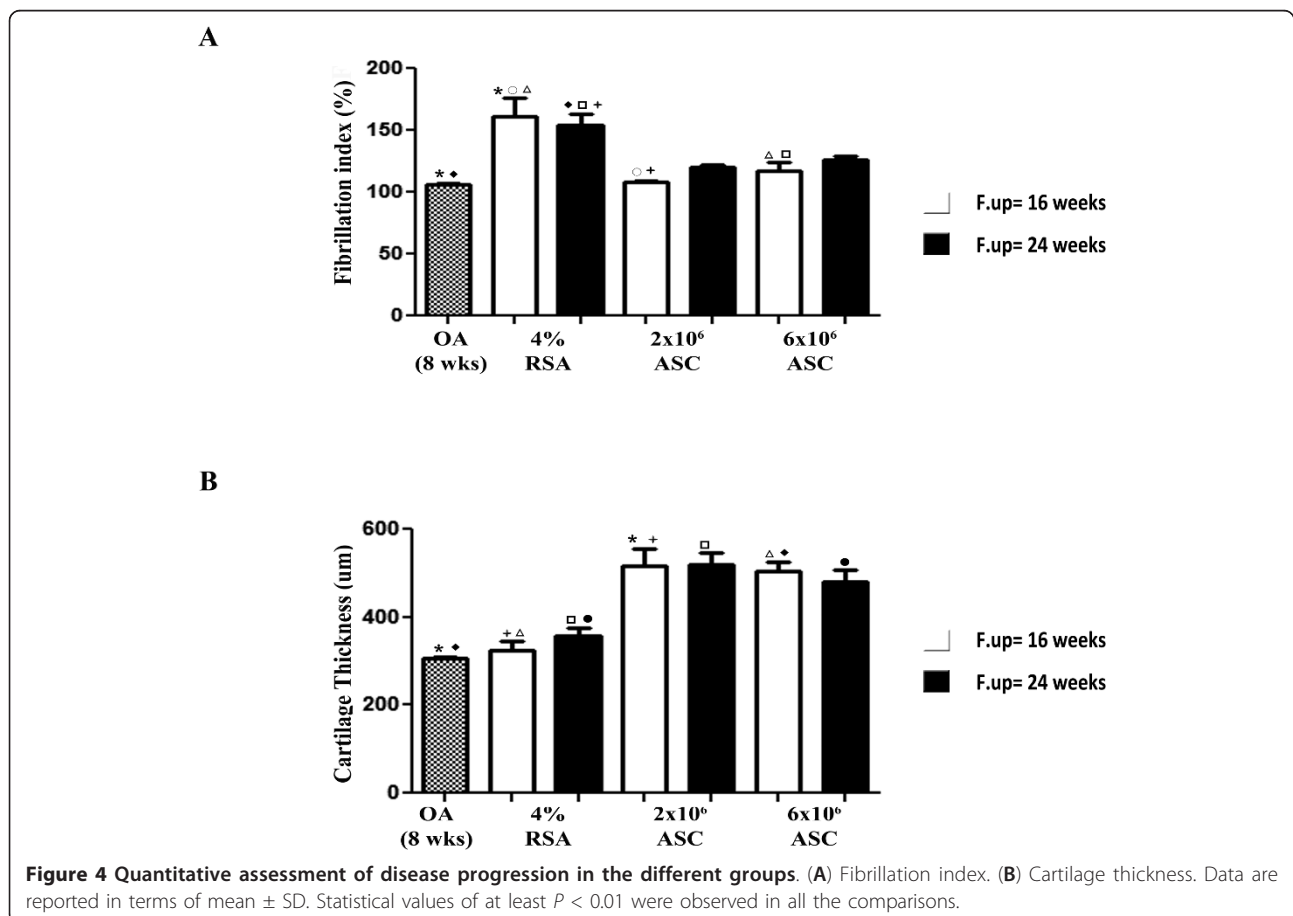 A
Fibrillation index (%)
200
150
100
50
0
* ○ △
◆ □ +
* ◆
○ +
△ □
OA
(8 wks)
4%
RSA
2x10⁶
ASC
6x10⁶
ASC
F.up= 16 weeks
F.up= 24 weeks
B
Cartilage Thickness (um)
600
400
200
0
* +
□
△ ◆
●
+ △
□ ●
* ◆
OA
(8 wks)
4%
RSA
2x10⁶
ASC
6x10⁶
ASC
F.up= 16 weeks
F.up= 24 weeks
Figure 4 Quantitative assessment of disease progression in the different groups. (A) Fibrillation index. (B) Cartilage thickness. Data are
reported in terms of mean ± SD. Statistical values of at least P < 0.01 were observed in all the comparisons.